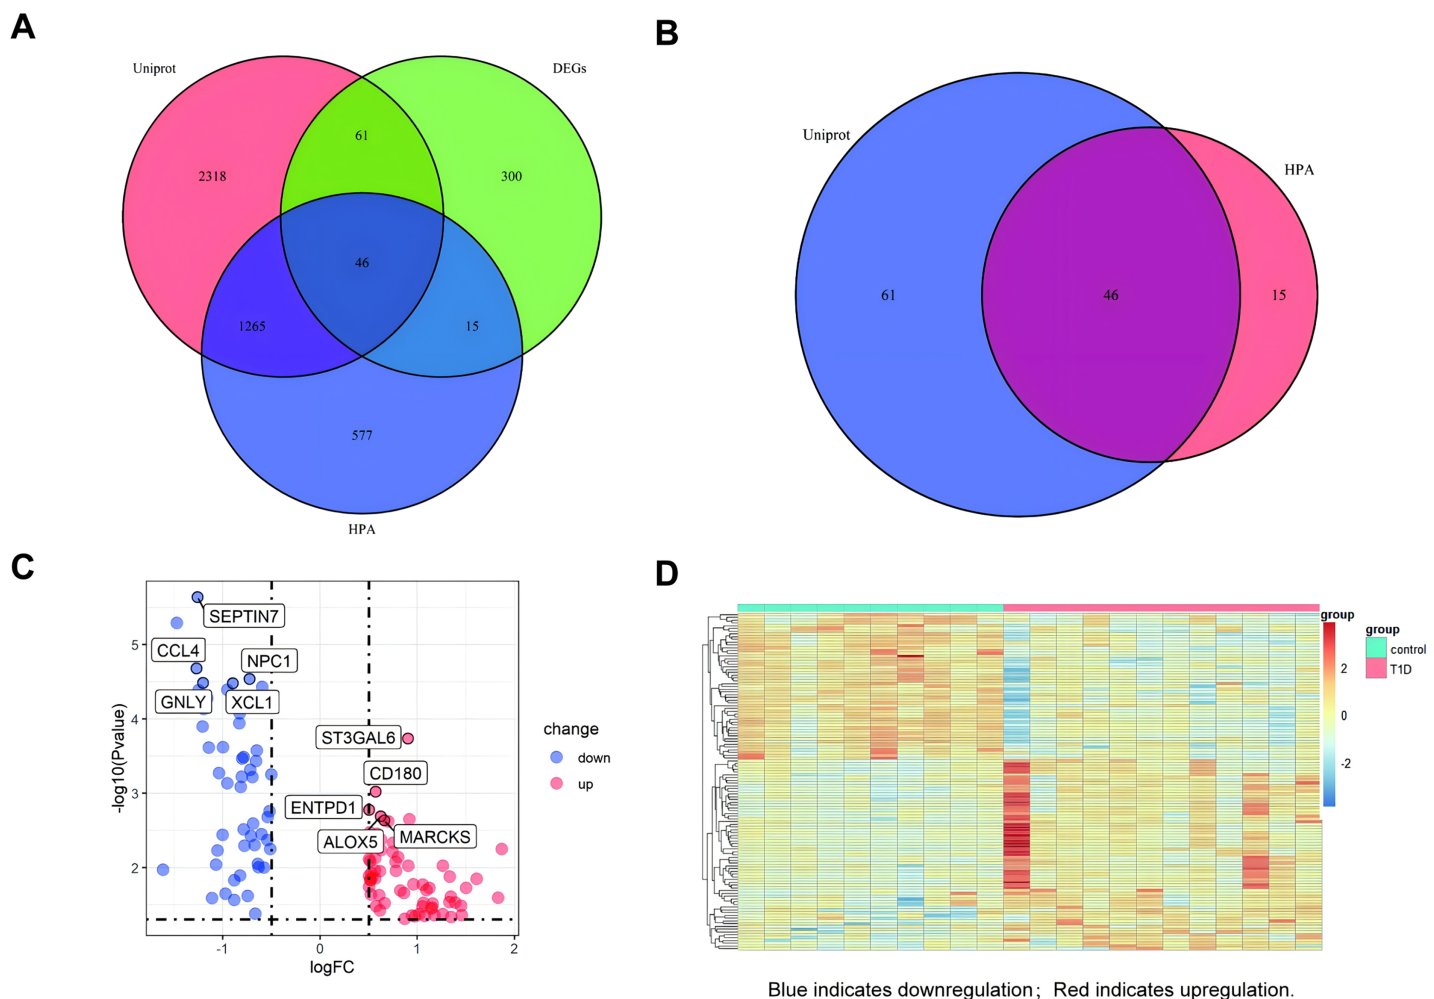 A
Uniprot
DEGs
61
2318
300
46
1265
15
577
HPA
B
Uniprot
HPA
61
46
15
C
SEPTIN7
CCL4
NPC1
GNLY
XCL1
ST3GAL6
CD180
ENTPD1
ALOX5
MARCKS
5
4
3
2
-log10(Pvalue)
-1
0
1
2
logFC
change
down
up
D
group
2
0
-2
group
control
T1D
Blue indicates downregulation; Red indicates upregulation.